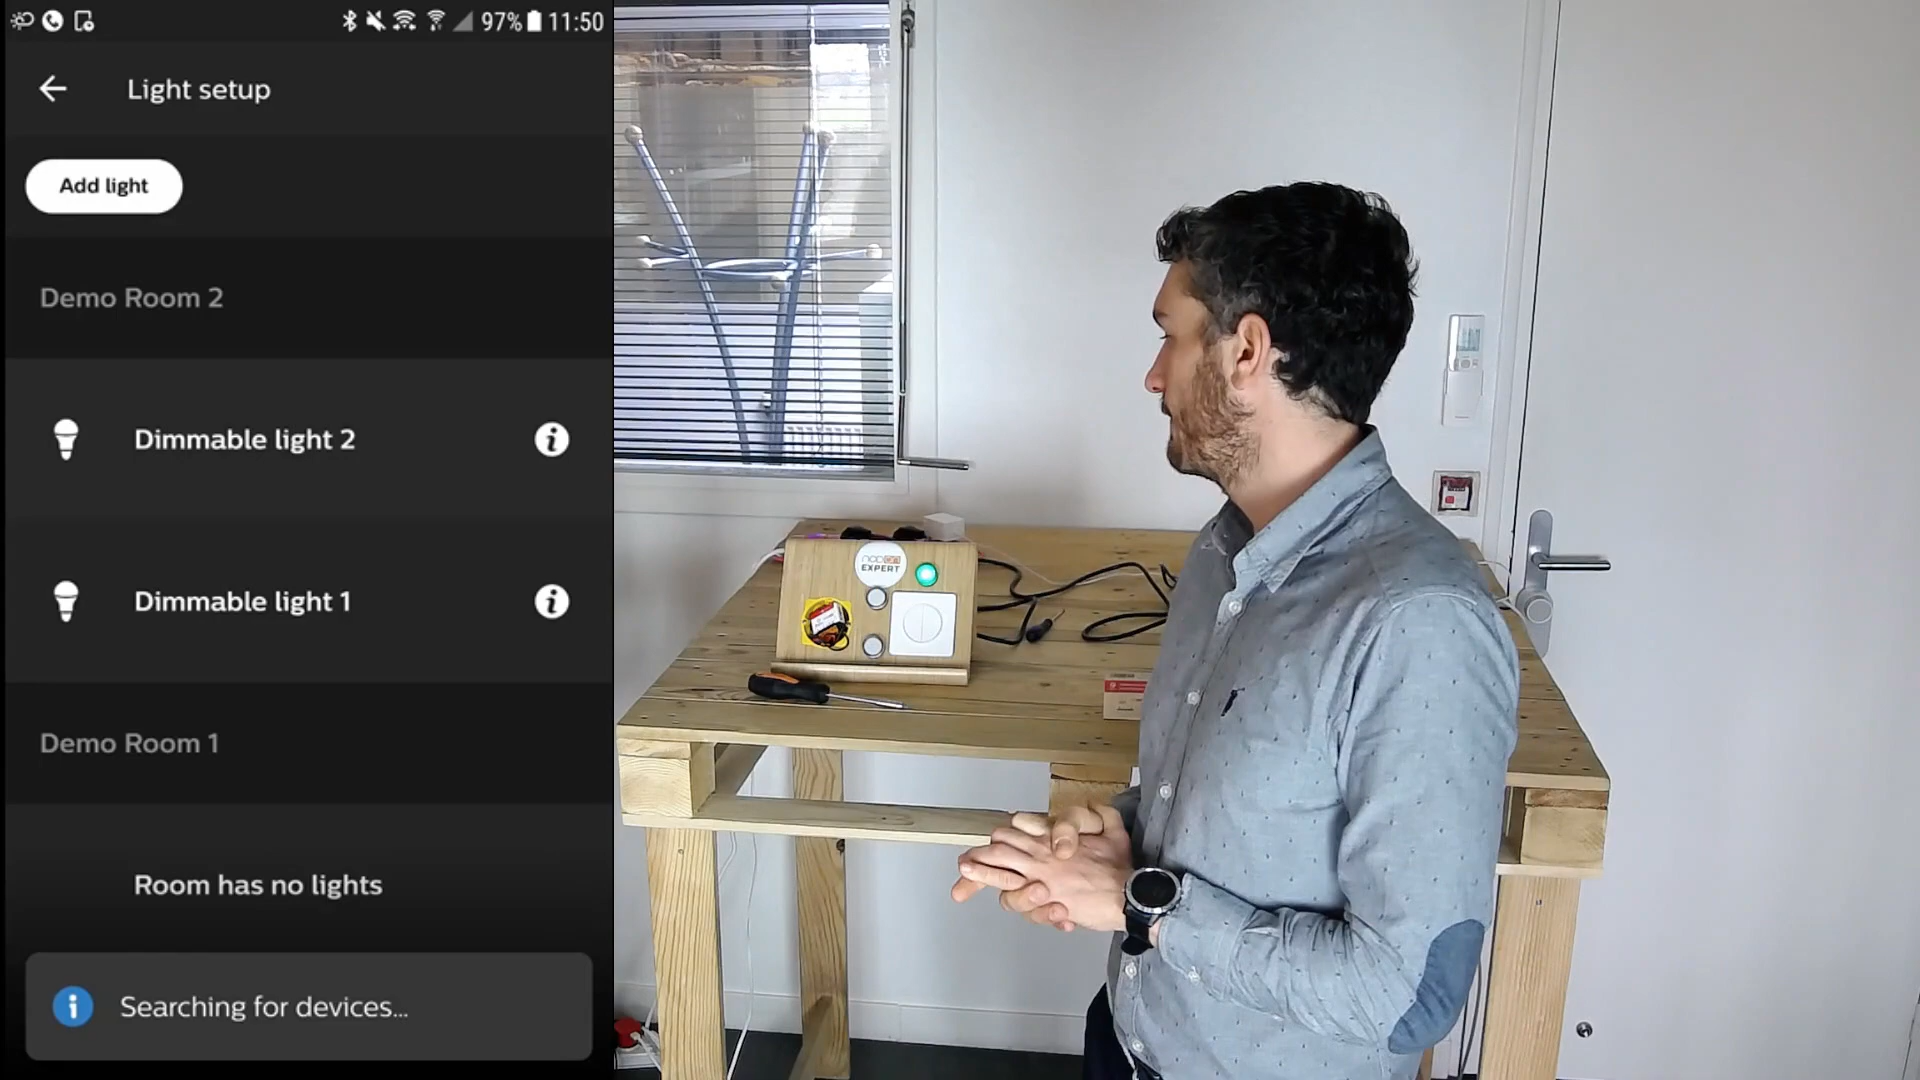 97% 11:50
Light setup
Add light
Demo Room 2
Dimmable light 2
Dimmable light 1
Demo Room 1
Room has no lights
Searching for devices...
NODON
EXPERT